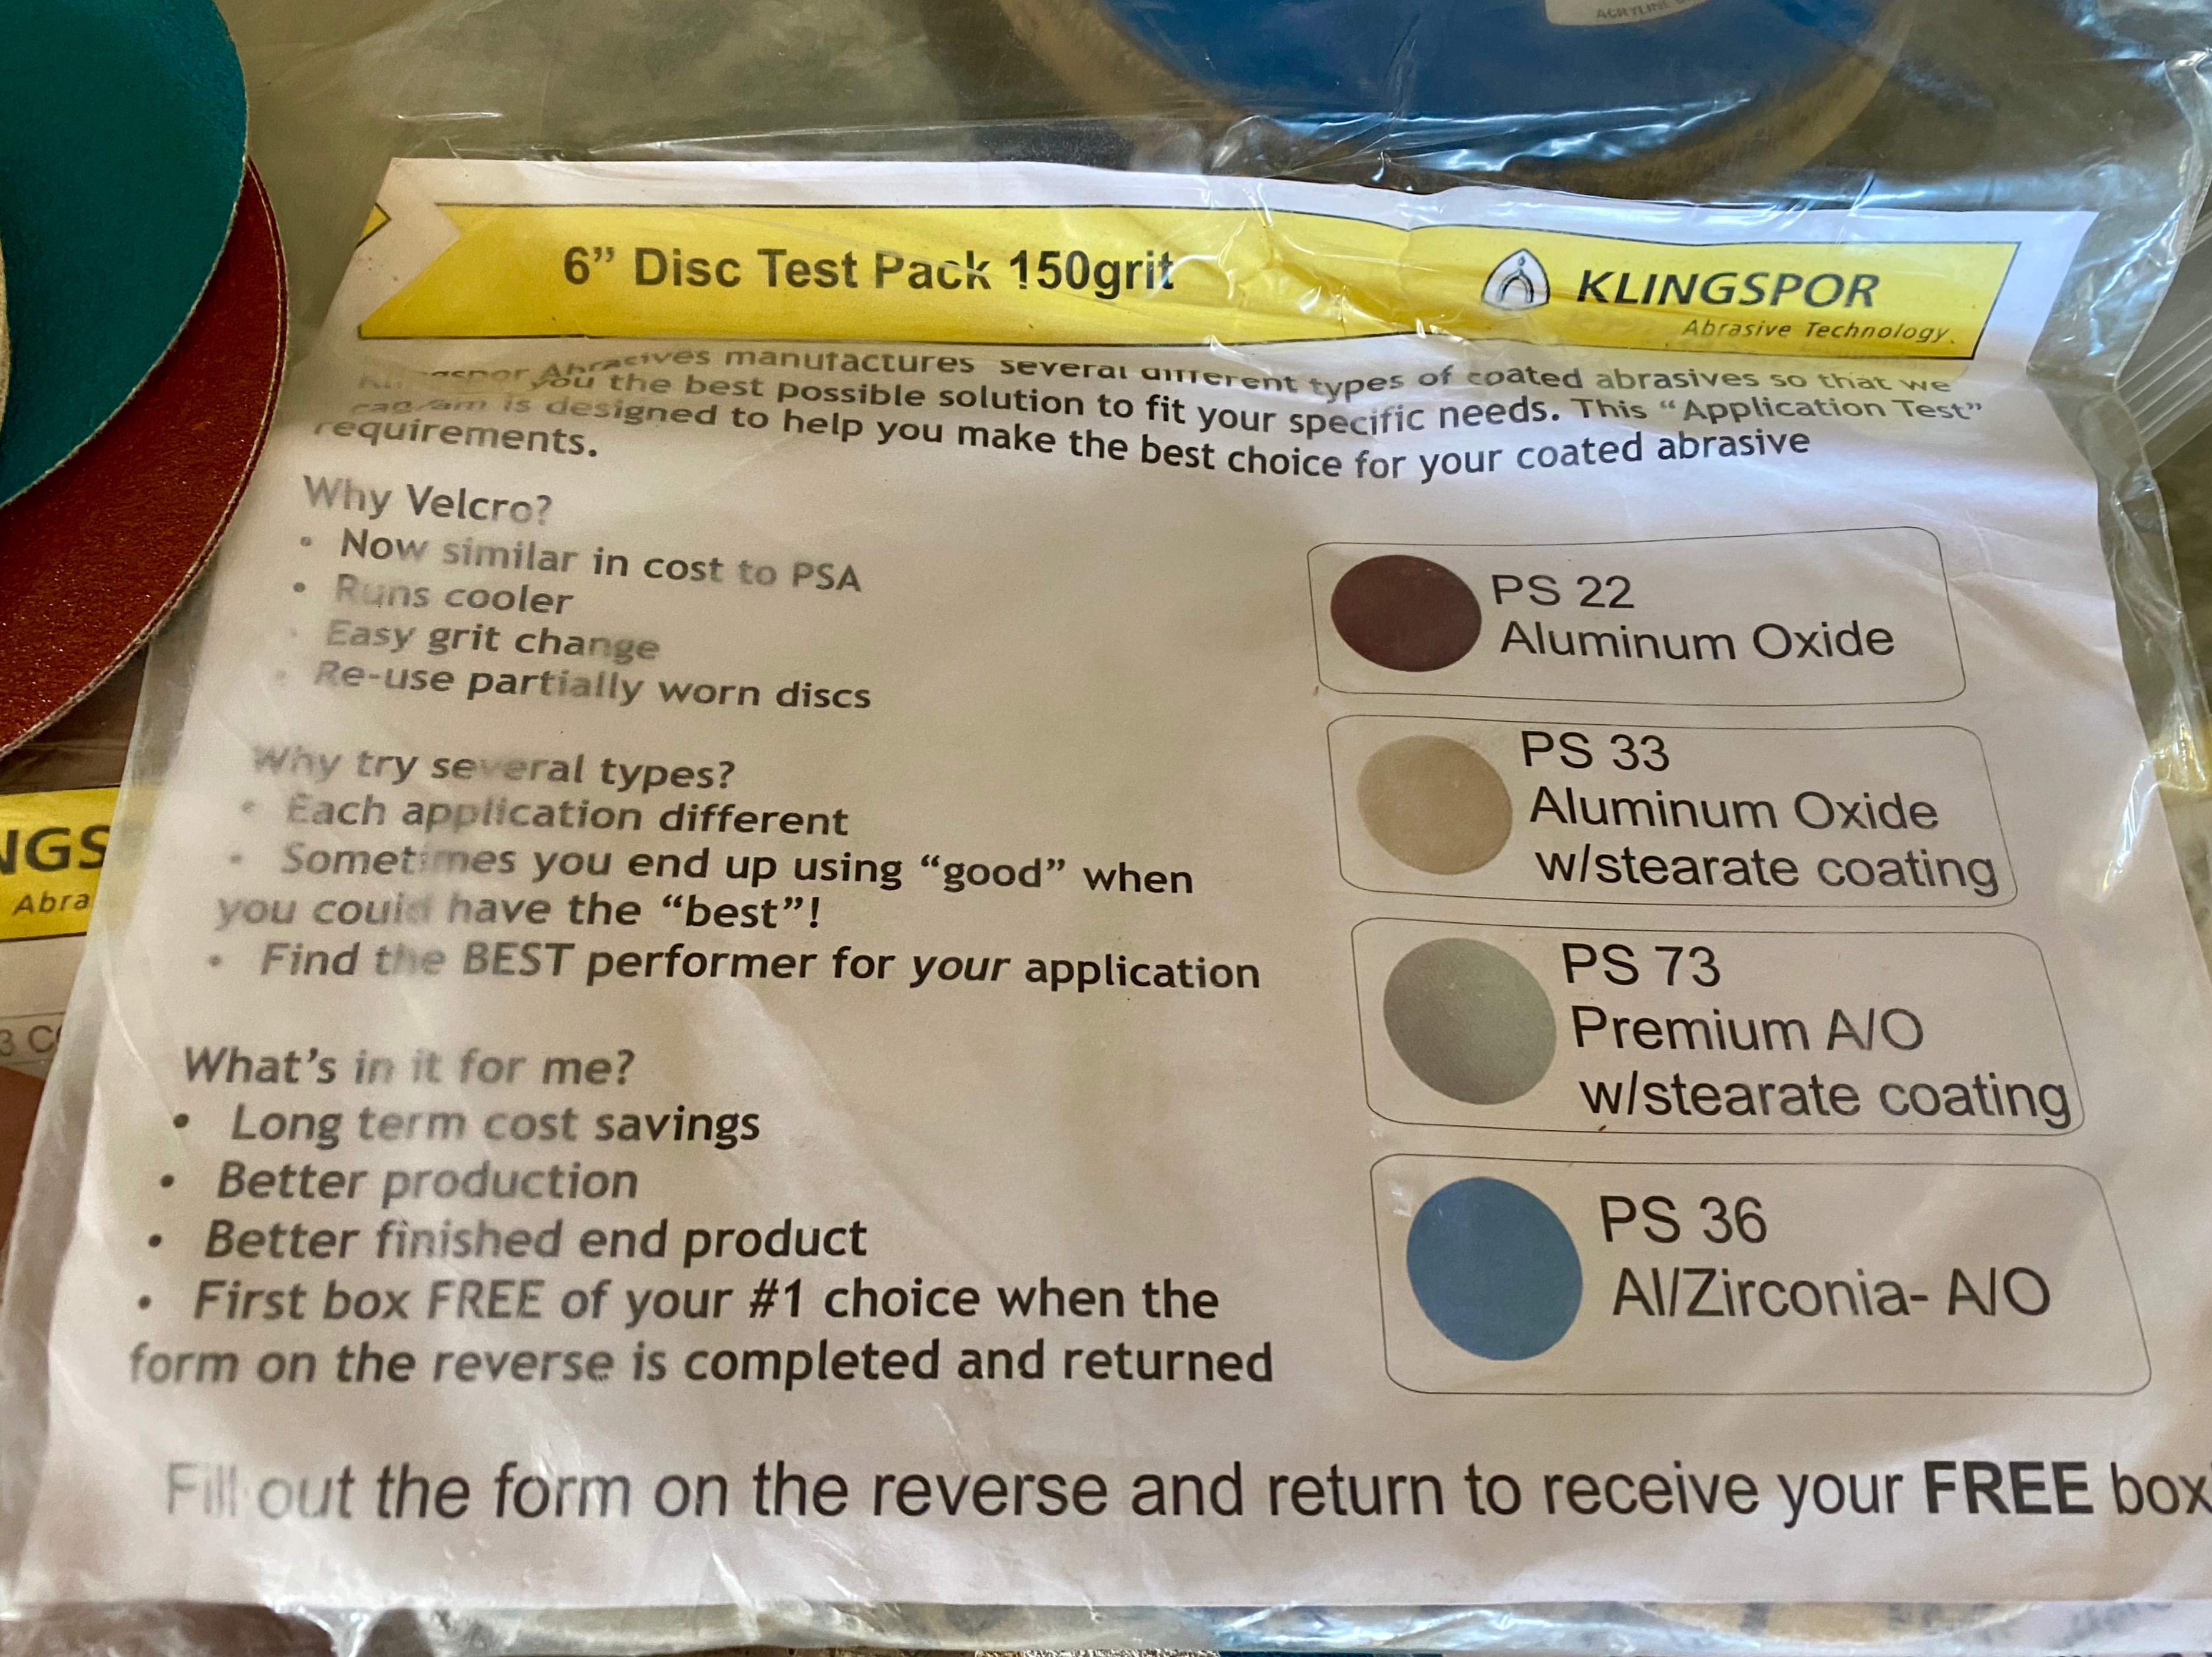 ACRYLINE
6” Disc Test Pack 150grit
KLINGSPOR
Abrasive Technology
Abrasives manufactures several different types of coated abrasives so that we
you the best possible solution to fit your specific needs. This “Application Test”
is designed to help you make the best choice for your coated abrasive
requirements.
Why Velcro?
• Now similar in cost to PSA
• Runs cooler
• Easy grit change
• Re-use partially worn discs
Why try several types?
• Each application different
• Sometimes you end up using “good” when
you could have the “best”!
• Find the BEST performer for your application
What’s in it for me?
• Long term cost savings
• Better production
• Better finished end product
• First box FREE of your #1 choice when the
form on the reverse is completed and returned
PS 22
Aluminum Oxide
PS 33
Aluminum Oxide
w/stearate coating
PS 73
Premium A/O
w/stearate coating
PS 36
Al/Zirconia- A/O
Fill out the form on the reverse and return to receive your FREE box
NGS
Abra
3 C